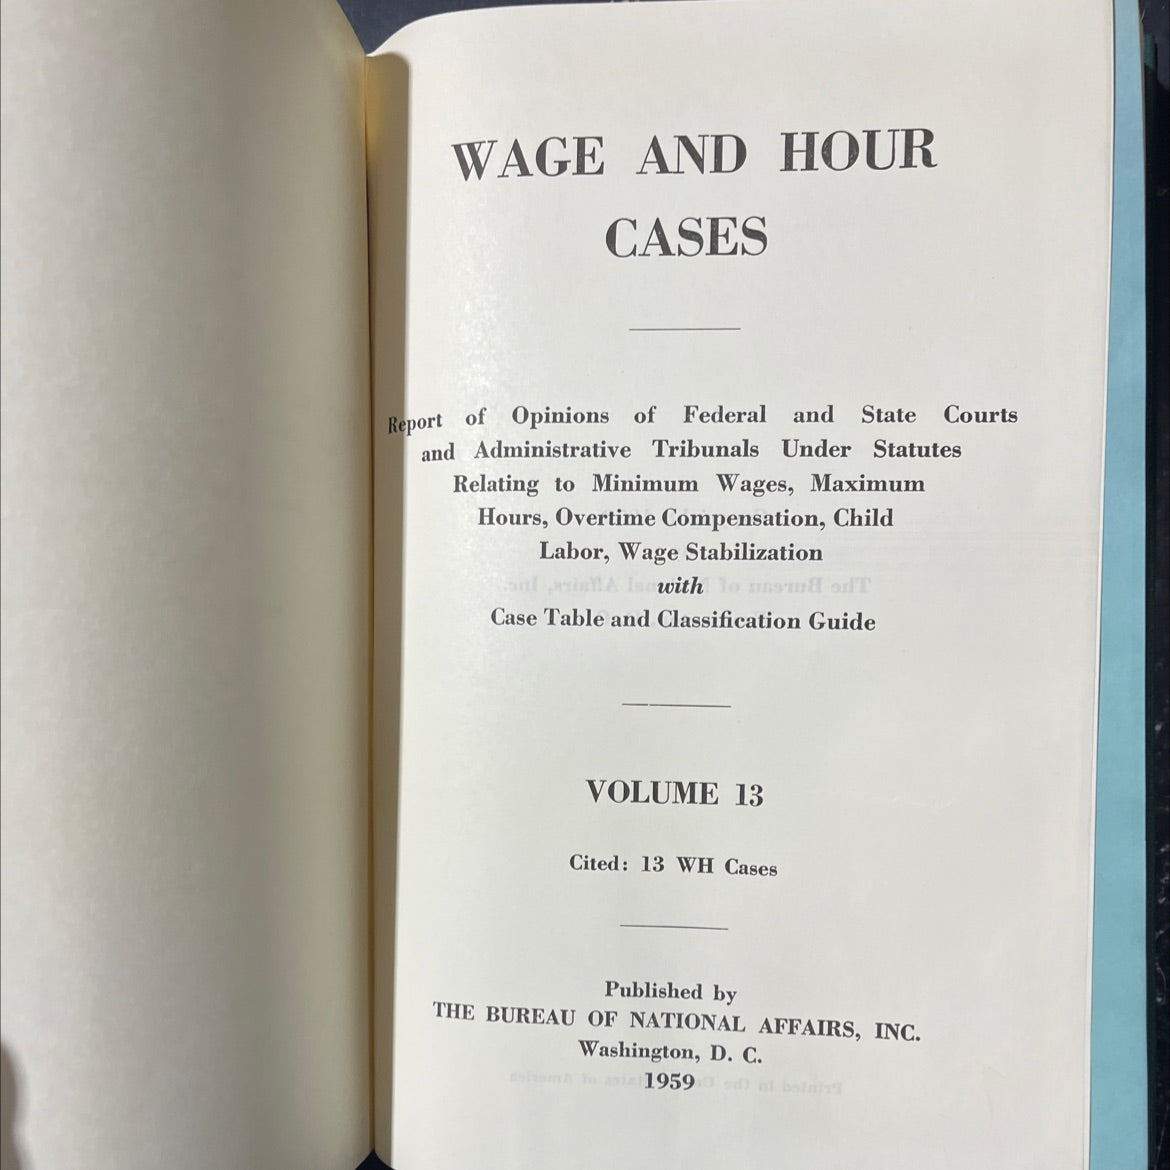 WAGE AND HOUR
CASES
Report of Opinions of Federal and State Courts
and Administrative Tribunals Under Statutes
Relating to Minimum Wages, Maximum
Hours, Overtime Compensation, Child
Labor, Wage Stabilization
with
Case Table and Classification Guide
VOLUME 13
Cited: 13 WH Cases
Published by
THE BUREAU OF NATIONAL AFFAIRS, INC.
Washington, D. C.
1959